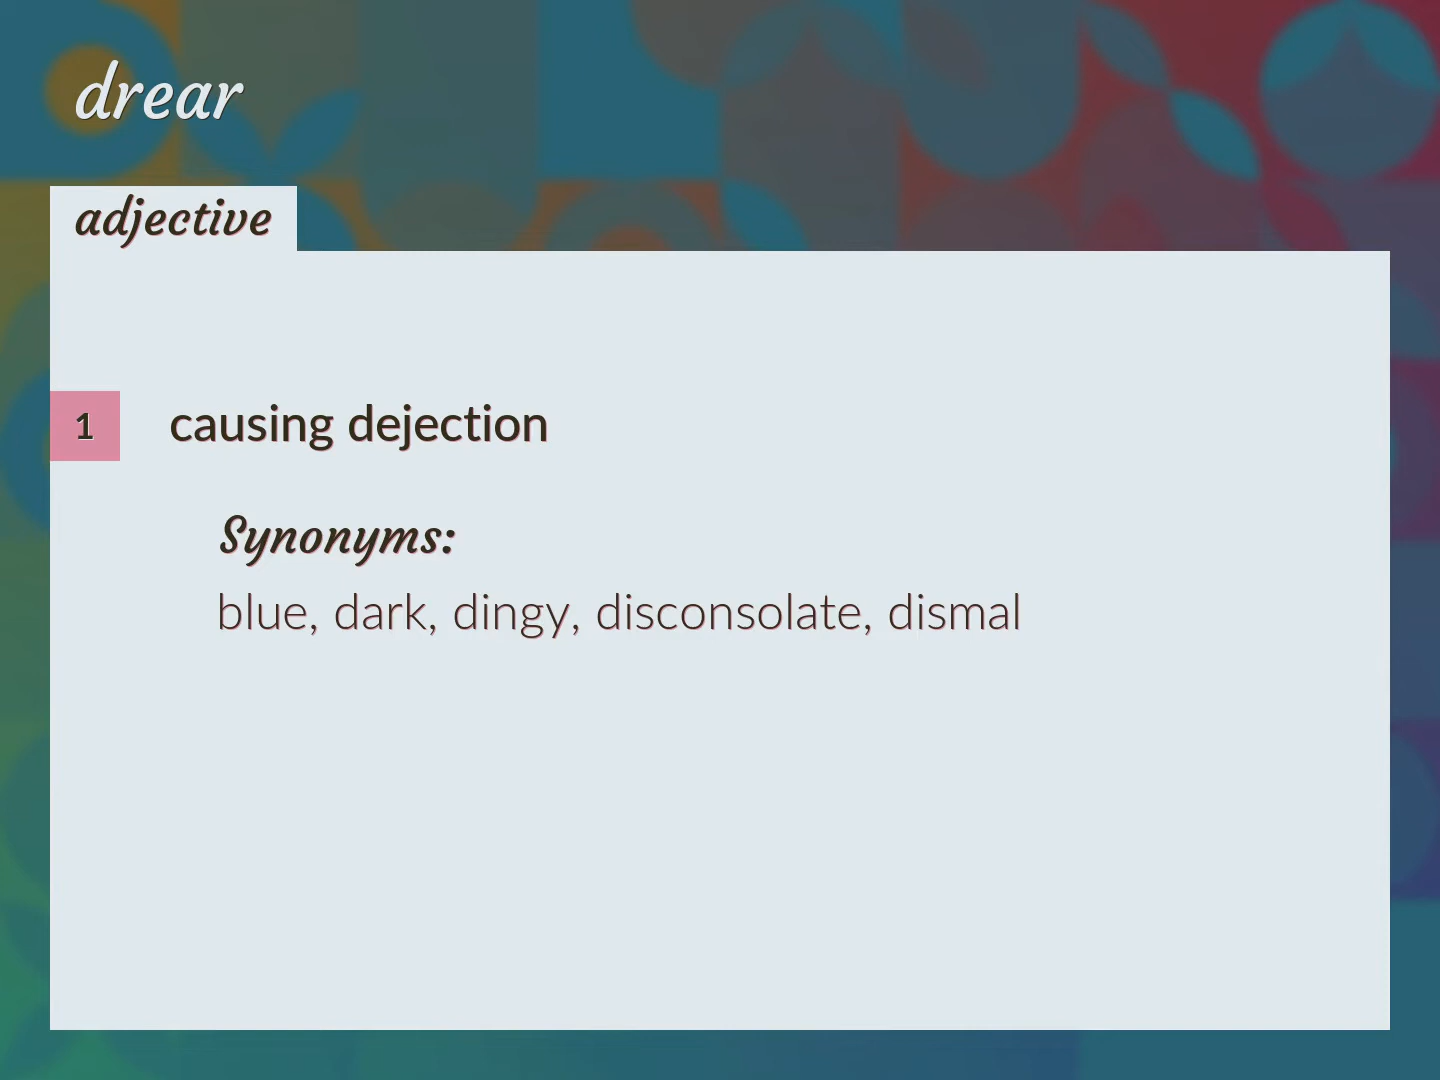 drear
adjective
1
causing dejection
Synonyms:
blue, dark, dingy, disconsolate, dismal